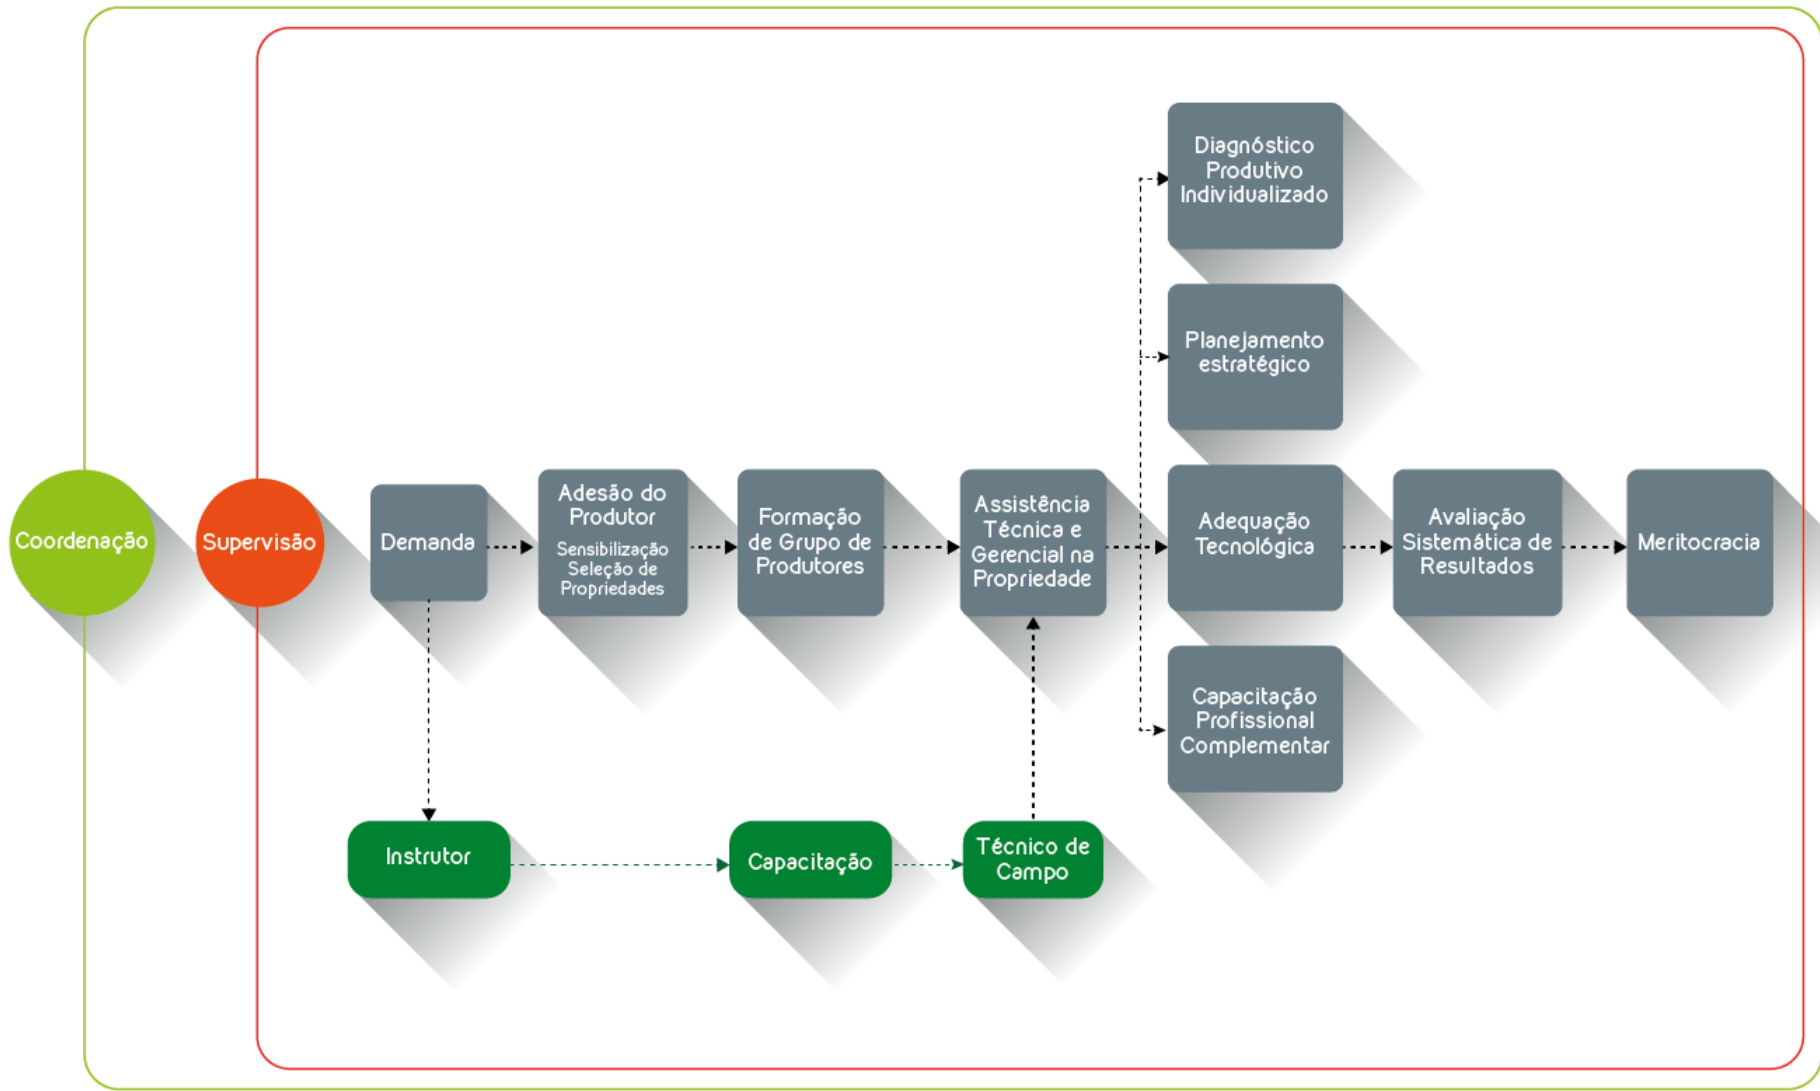 Coordenação
Supervisão
Demanda
Adesão do
Produtor
Sensibilização
Seleção de
Propriedades
Formação
de Grupo de
Produtores
Assistência
Técnica e
Gerencial na
Propriedade
Diagnóstico
Produtivo
Individualizado
Planejamento
estratégico
Adequação
Tecnológica
Capacitação
Profissional
Complementar
Avaliação
Sistemática de
Resultados
Meritocracia
Instrutor
Capacitação
Técnico de
Campo